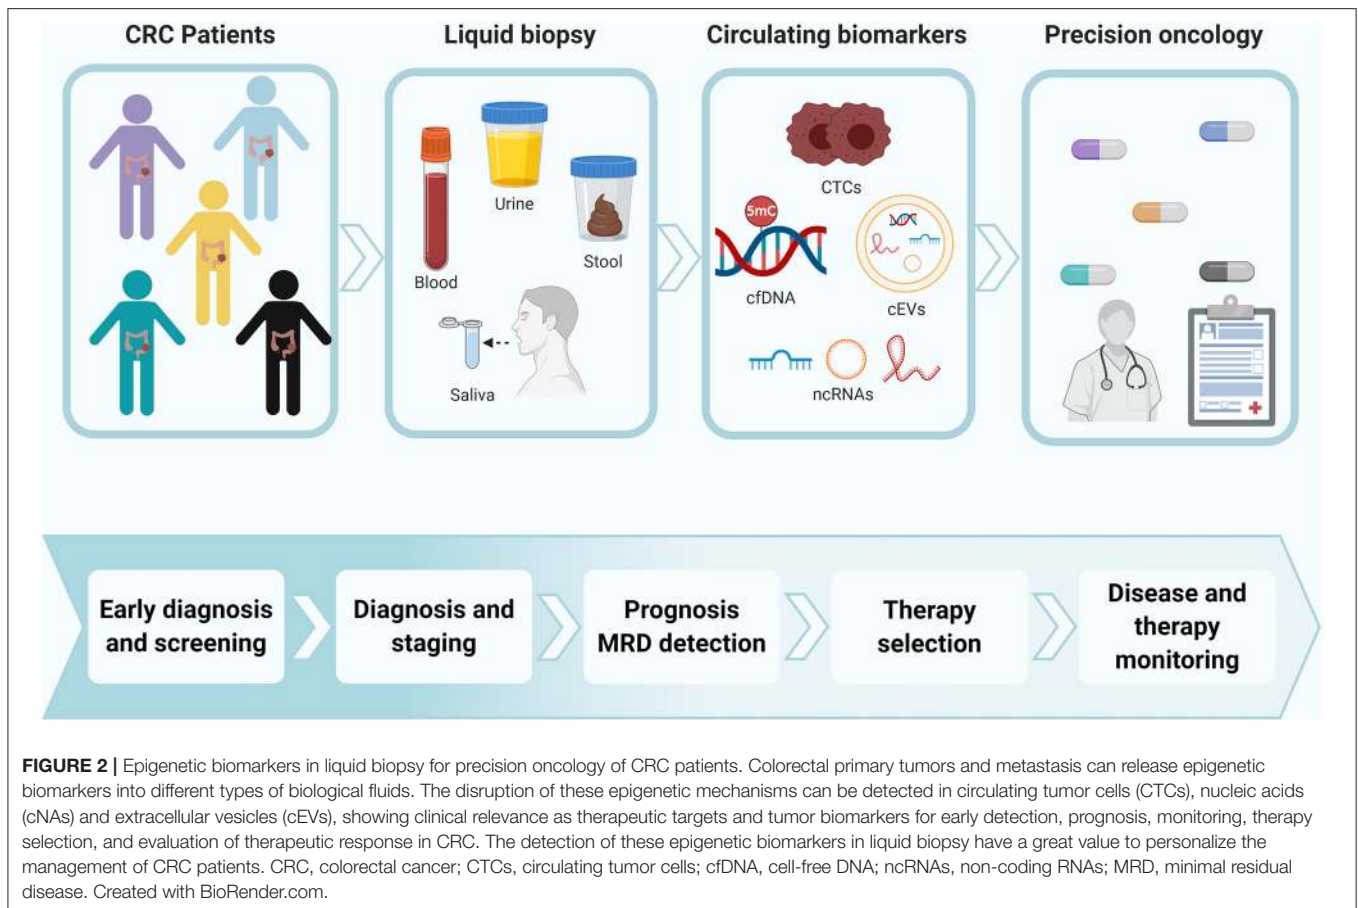 CRC Patients
Liquid biopsy
Circulating biomarkers
Precision oncology
Blood
Urine
Stool
Saliva
CTCs
5mC
cfDNA
cEVs
ncRNAs
Early diagnosis
and screening
Diagnosis and
staging
Prognosis
MRD detection
Therapy
selection
Disease and
therapy
monitoring
FIGURE 2 | Epigenetic biomarkers in liquid biopsy for precision oncology of CRC patients. Colorectal primary tumors and metastasis can release epigenetic
biomarkers into different types of biological fluids. The disruption of these epigenetic mechanisms can be detected in circulating tumor cells (CTCs), nucleic acids
(cNAs) and extracellular vesicles (cEVs), showing clinical relevance as therapeutic targets and tumor biomarkers for early detection, prognosis, monitoring, therapy
selection, and evaluation of therapeutic response in CRC. The detection of these epigenetic biomarkers in liquid biopsy have a great value to personalize the
management of CRC patients. CRC, colorectal cancer; CTCs, circulating tumor cells; cfDNA, cell-free DNA; ncRNAs, non-coding RNAs; MRD, minimal residual
disease. Created with BioRender.com.